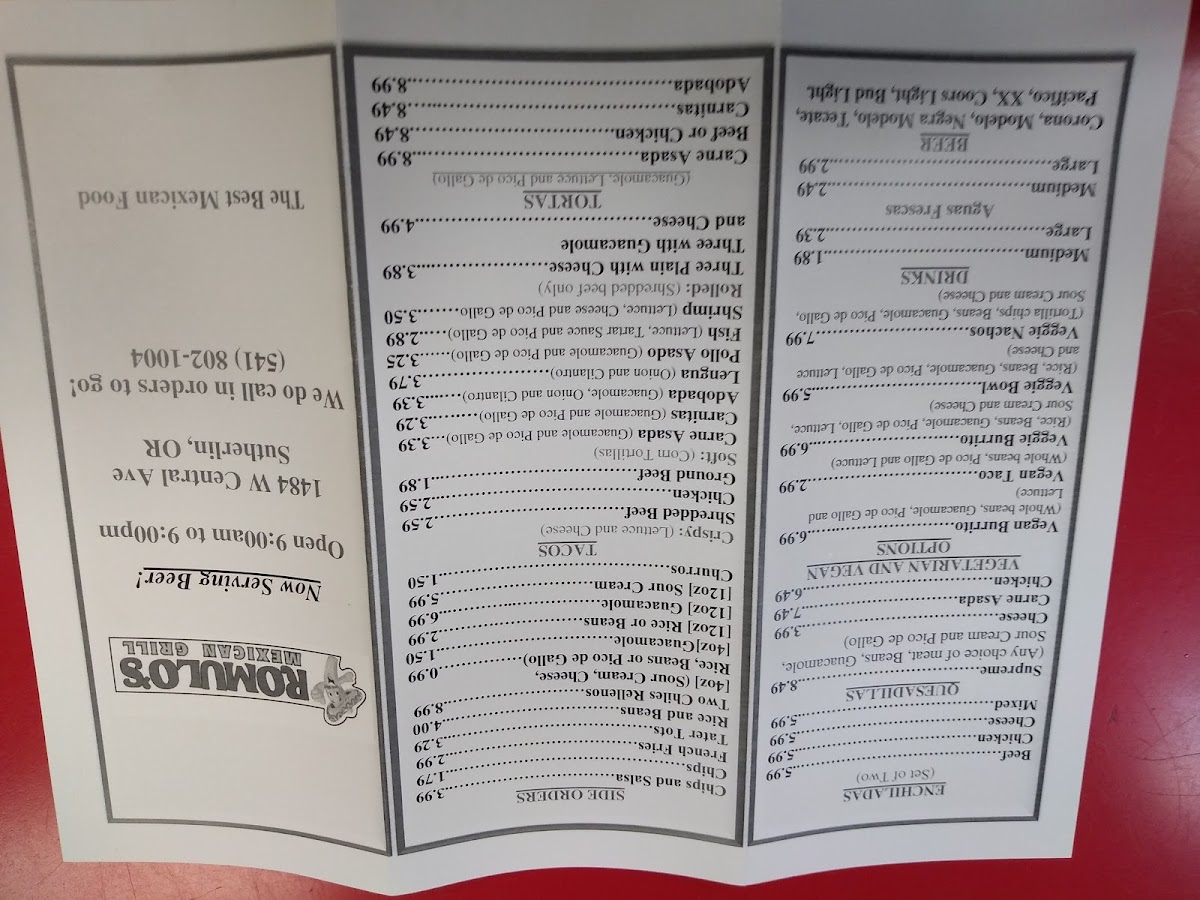 ENCHILADAS
(Set of Two)
Beef.....5.99
Chicken.....5.99
Cheese.....5.99
Mixed.....5.99
QUESADILLAS
Supreme.....8.49
(Any choice of meat, Beans, Guacamole,
Sour Cream and Pico de Gallo)
Cheese.....3.99
Carne Asada.....7.49
Chicken.....6.49
VEGETARIAN AND VEGAN
OPTIONS
Vegan Burrito.....6.99
(Whole beans, Guacamole, Pico de Gallo and
Lettuce)
Vegan Taco.....2.99
(Whole beans, Pico de Gallo and Lettuce)
Veggie Burrito.....6.99
(Rice, Beans, Guacamole, Pico de Gallo, Lettuce,
Sour Cream and Cheese)
Veggie Bowl.....5.99
(Rice, Beans, Guacamole, Pico de Gallo, Lettuce
and Cheese)
Veggie Nachos.....7.99
(Tortilla chips, Beans, Guacamole, Pico de Gallo,
Sour Cream and Cheese)
DRINKS
Medium.....1.89
Large.....2.39
Aguas Frescas
Medium.....2.49
Large.....2.99
BEER
Corona, Modelo, Negra Modelo, Tecate,
Pacifico, XX, Coors Light, Bud Light.
SIDE ORDERS
Chips and Salsa.....3.99
Chips.....1.79
French Fries.....2.99
Tater Tots.....3.29
Rice and Beans.....4.00
Two Chiles Rellenos.....8.99
[4oz] (Sour, Cream, Cheese,
Rice, Beans or Pico de Gallo).....0.99
[4oz]Guacamole.....1.50
[12oz] Rice or Beans.....2.99
[12oz] Guacamole.....6.99
[12oz] Sour Cream.....5.99
Churros.....1.50
TACOS
Crispy: (Lettuce and Cheese)
Shredded Beef.....2.59
Chicken.....2.59
Ground Beef.....1.89
Soft: (Corn Tortillas)
Carne Asada (Guacamole and Pico de Gallo).....3.39
Carnitas (Guacamole and Pico de Gallo).....3.29
Adobada (Guacamole, Onion and Cilantro).....3.39
Lengua (Onion and Cilantro).....3.79
Pollo Asado (Guacamole and Pico de Gallo).....3.25
Fish (Lettuce, Tartar Sauce and Pico de Gallo).....2.89
Shrimp (Lettuce, Cheese and Pico de Gallo).....3.50
Rolled: (Shredded beef only)
Three Plain with Cheese.....3.89
Three with Guacamole
and Cheese.....4.99
TORTAS
(Guacamole, Lettuce and Pico de Gallo)
Carne Asada.....8.99
Beef or Chicken.....8.49
Carnitas.....8.49
Adobada.....8.99
ROMULO'S
MEXICAN GRILL
Now Serving Beer!
Open 9:00am to 9:00pm
1484 W Central Ave
Sutherlin, OR
We do call in orders to go!
(541) 802-1004
The Best Mexican Food